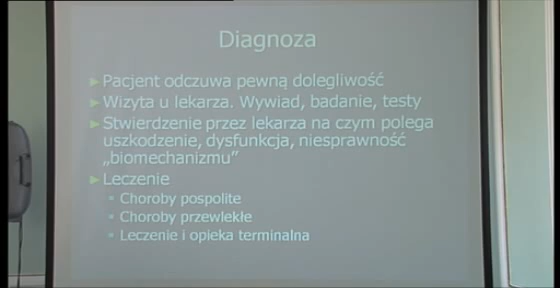 Diagnoza
Pacjent odczuwa pewną dolegliwość
Wizyta u lekarza. Wywiad, badanie, testy
Stwierdzenie przez lekarza na czym polega
uszkodzenie, dysfunkcja, niesprawność
„biomechanizmu”
Leczenie
Choroby pospolite
Choroby przewlekłe
Leczenie i opieka terminalna